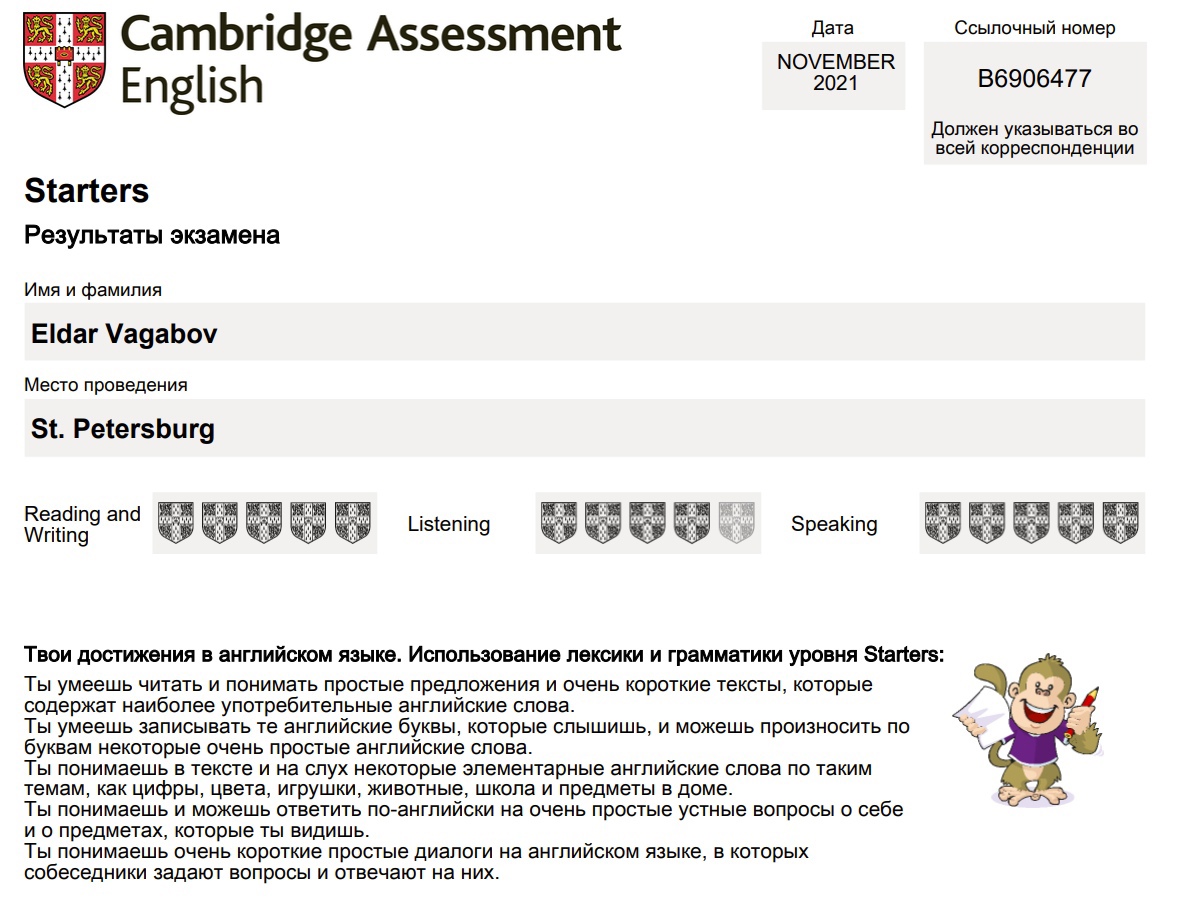 Cambridge Assessment
English
Дата
NOVEMBER
2021
Ссылочный номер
B6906477
Должен указываться во
всей корреспонденции
Starters
Результаты экзамена
Имя и фамилия
Eldar Vagabov
Место проведения
St. Petersburg
Reading and
Writing
Listening
Speaking
Твои достижения в английском языке. Использование лексики и грамматики уровня Starters:
Ты умеешь читать и понимать простые предложения и очень короткие тексты, которые
содержат наиболее употребительные английские слова.
Ты умеешь записывать те английские буквы, которые слышишь, и можешь произносить по
буквам некоторые очень простые английские слова.
Ты понимаешь в тексте и на слух некоторые элементарные английские слова по таким
темам, как цифры, цвета, игрушки, животные, школа и предметы в доме.
Ты понимаешь и можешь ответить по-английски на очень простые устные вопросы о себе
и о предметах, которые ты видишь.
Ты понимаешь очень короткие простые диалоги на английском языке, в которых
собеседники задают вопросы и отвечают на них.